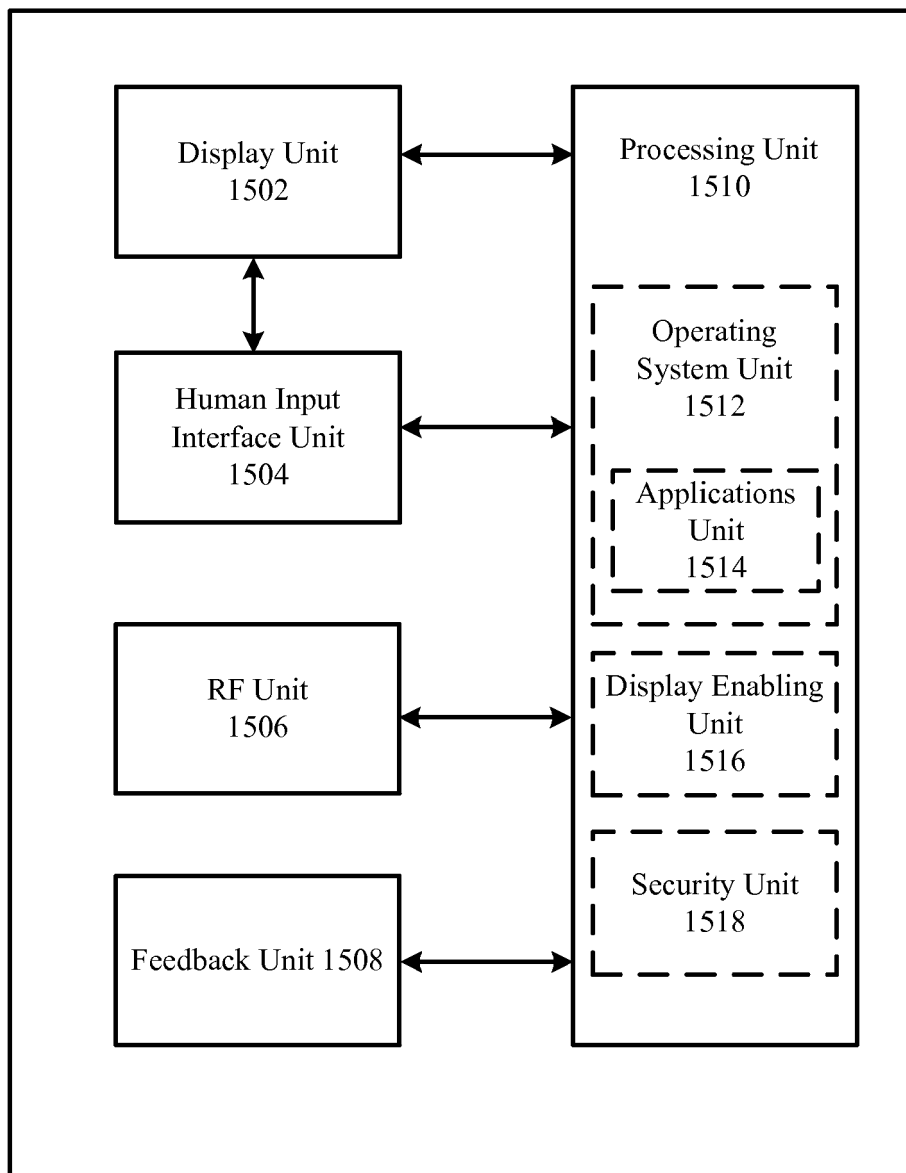 Display Unit
1502
Human Input
Interface Unit
1504
RF Unit
1506
Feedback Unit 1508
Processing Unit
1510
Operating
System Unit
1512
Applications
Unit
1514
Display Enabling
Unit
1516
Security Unit
1518